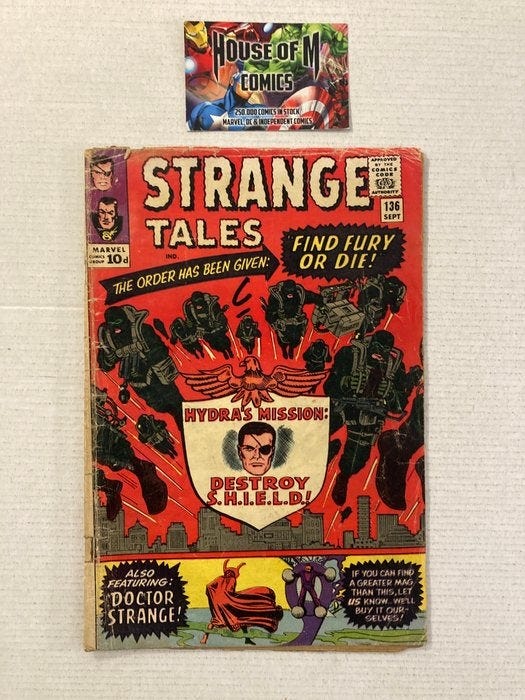 HOUSE OF M
COMICS
250,000 COMICS IN STOCK
MARVEL, DC & INDEPENDENT COMICS
STRANGE
TALES
IND.
APPROVED
BY THE
COMICS
CODE
AUTHORITY
136
SEPT
MARVEL
COMICS
GROUP 10d
THE ORDER HAS BEEN GIVEN:
"FIND FURY
OR DIE!"
HYDRA'S MISSION:
DESTROY
S.H.I.E.L.D.!
ALSO
FEATURING:
"DOCTOR
STRANGE!"
IF YOU CAN FIND
A GREATER MAG
THAN THIS, LET
US KNOW. WE'LL
BUY IT OUR-
SELVES!